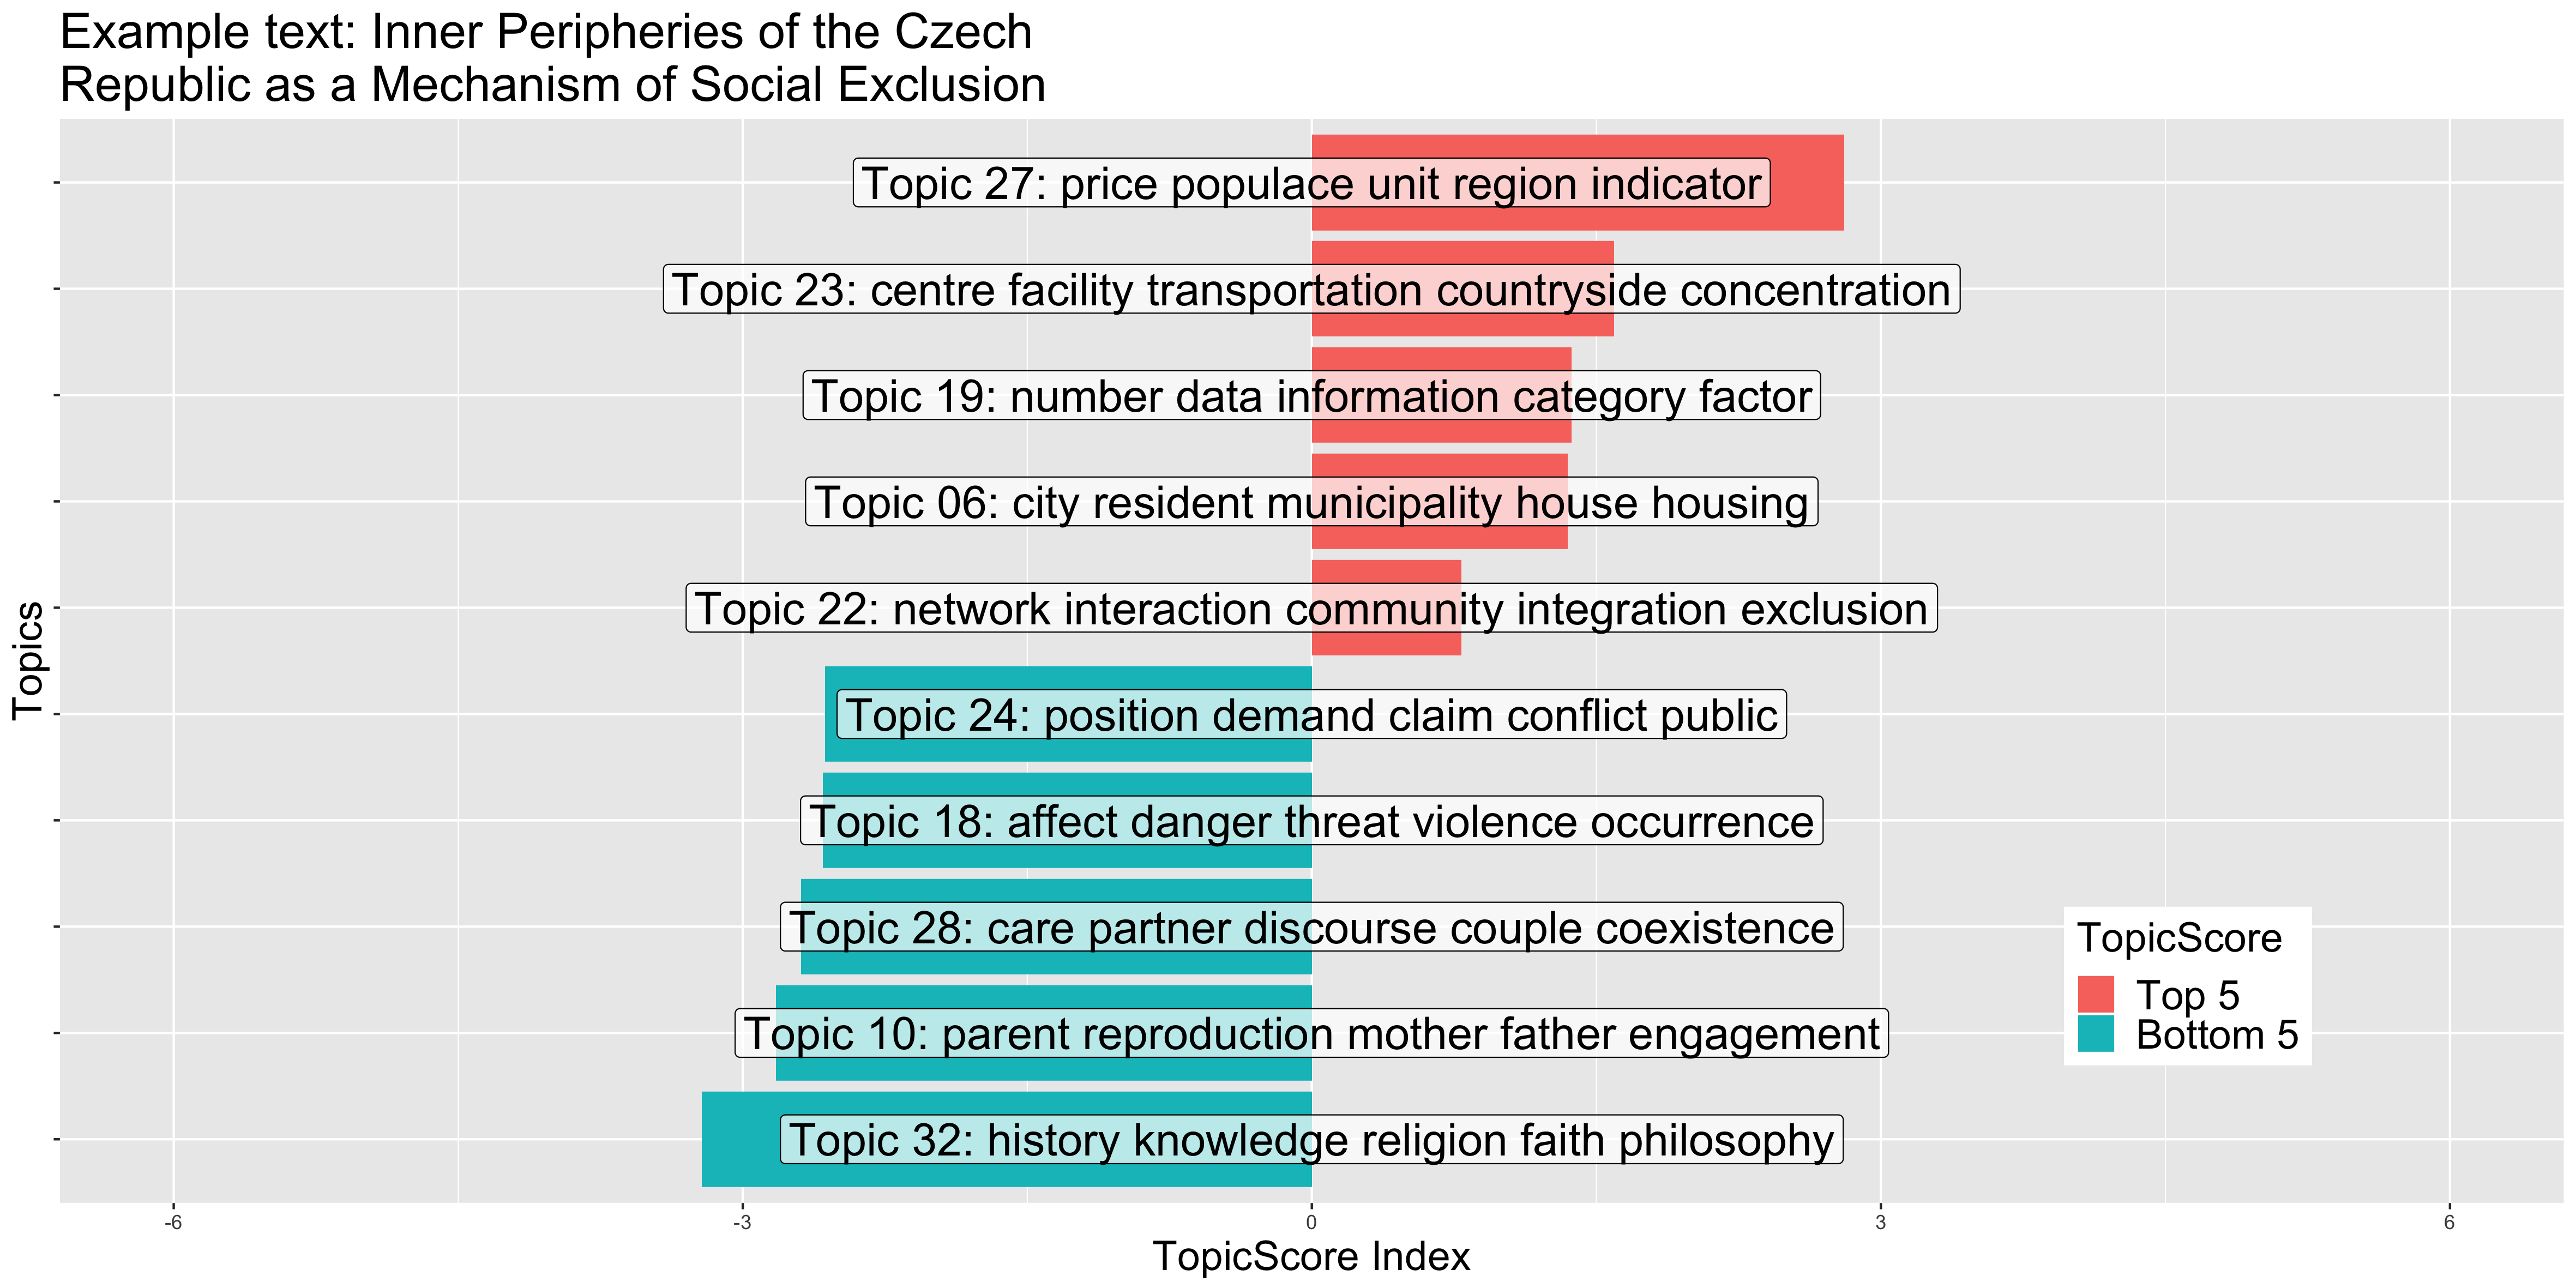 Example text: Inner Peripheries of the Czech
Republic as a Mechanism of Social Exclusion
Topics
Topic 27: price populace unit region indicator
Topic 23: centre facility transportation countryside concentration
Topic 19: number data information category factor
Topic 06: city resident municipality house housing
Topic 22: network interaction community integration exclusion
Topic 24: position demand claim conflict public
Topic 18: affect danger threat violence occurrence
Topic 28: care partner discourse couple coexistence
Topic 10: parent reproduction mother father engagement
Topic 32: history knowledge religion faith philosophy
TopicScore
Top 5
Bottom 5
-6 -3 0 3 6
TopicScore Index